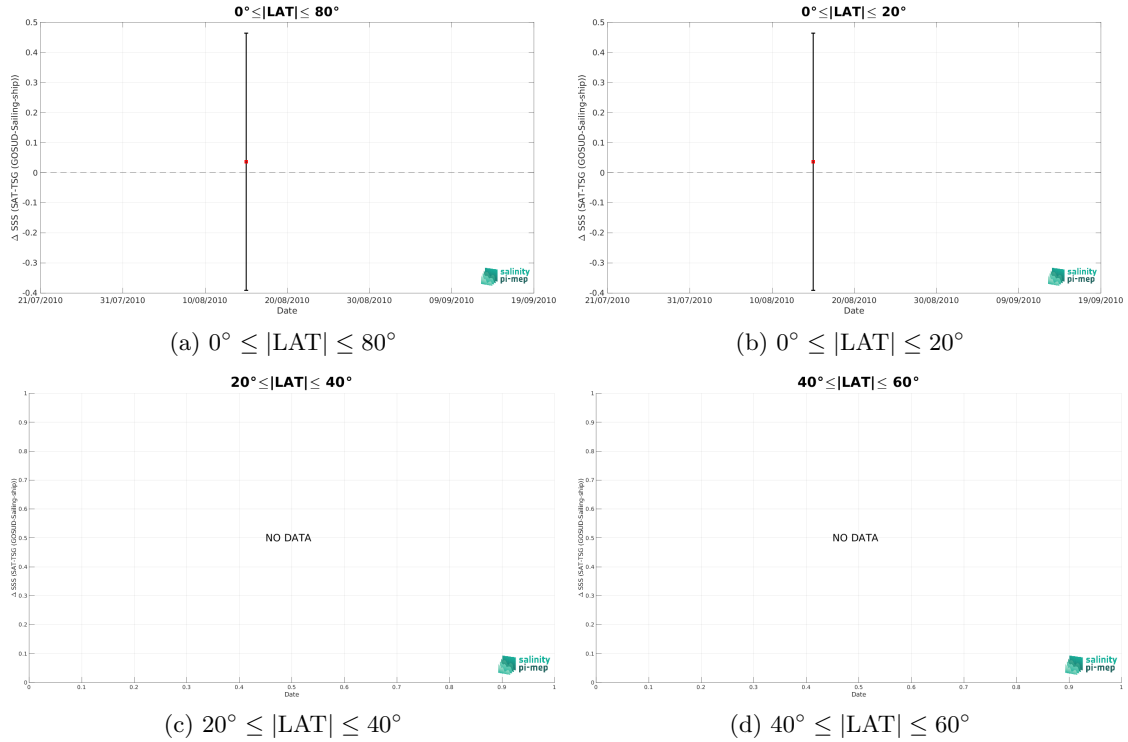 0°≤|LAT|≤ 80°
Δ SSS (SAT-TSG (GOSUD-Sailing-ship))
0.5
0.4
0.3
0.2
0.1
0
-0.1
-0.2
-0.3
-0.4
21/07/2010 31/07/2010 10/08/2010 20/08/2010 30/08/2010 09/09/2010 19/09/2010
Date
salinity
pi-mep
(a) 0° ≤ |LAT| ≤ 80°
0°≤|LAT|≤ 20°
Δ SSS (SAT-TSG (GOSUD-Sailing-ship))
0.5
0.4
0.3
0.2
0.1
0
-0.1
-0.2
-0.3
-0.4
21/07/2010 31/07/2010 10/08/2010 20/08/2010 30/08/2010 09/09/2010 19/09/2010
Date
salinity
pi-mep
(b) 0° ≤ |LAT| ≤ 20°
20°≤|LAT|≤ 40°
Δ SSS (SAT-TSG (GOSUD-Sailing-ship))
1
0.9
0.8
0.7
0.6
0.5
0.4
0.3
0.2
0.1
0
NO DATA
0 0.1 0.2 0.3 0.4 0.5 0.6 0.7 0.8 0.9 1
Date
salinity
pi-mep
(c) 20° ≤ |LAT| ≤ 40°
40°≤|LAT|≤ 60°
Δ SSS (SAT-TSG (GOSUD-Sailing-ship))
1
0.9
0.8
0.7
0.6
0.5
0.4
0.3
0.2
0.1
0
NO DATA
0 0.1 0.2 0.3 0.4 0.5 0.6 0.7 0.8 0.9 1
Date
salinity
pi-mep
(d) 40° ≤ |LAT| ≤ 60°